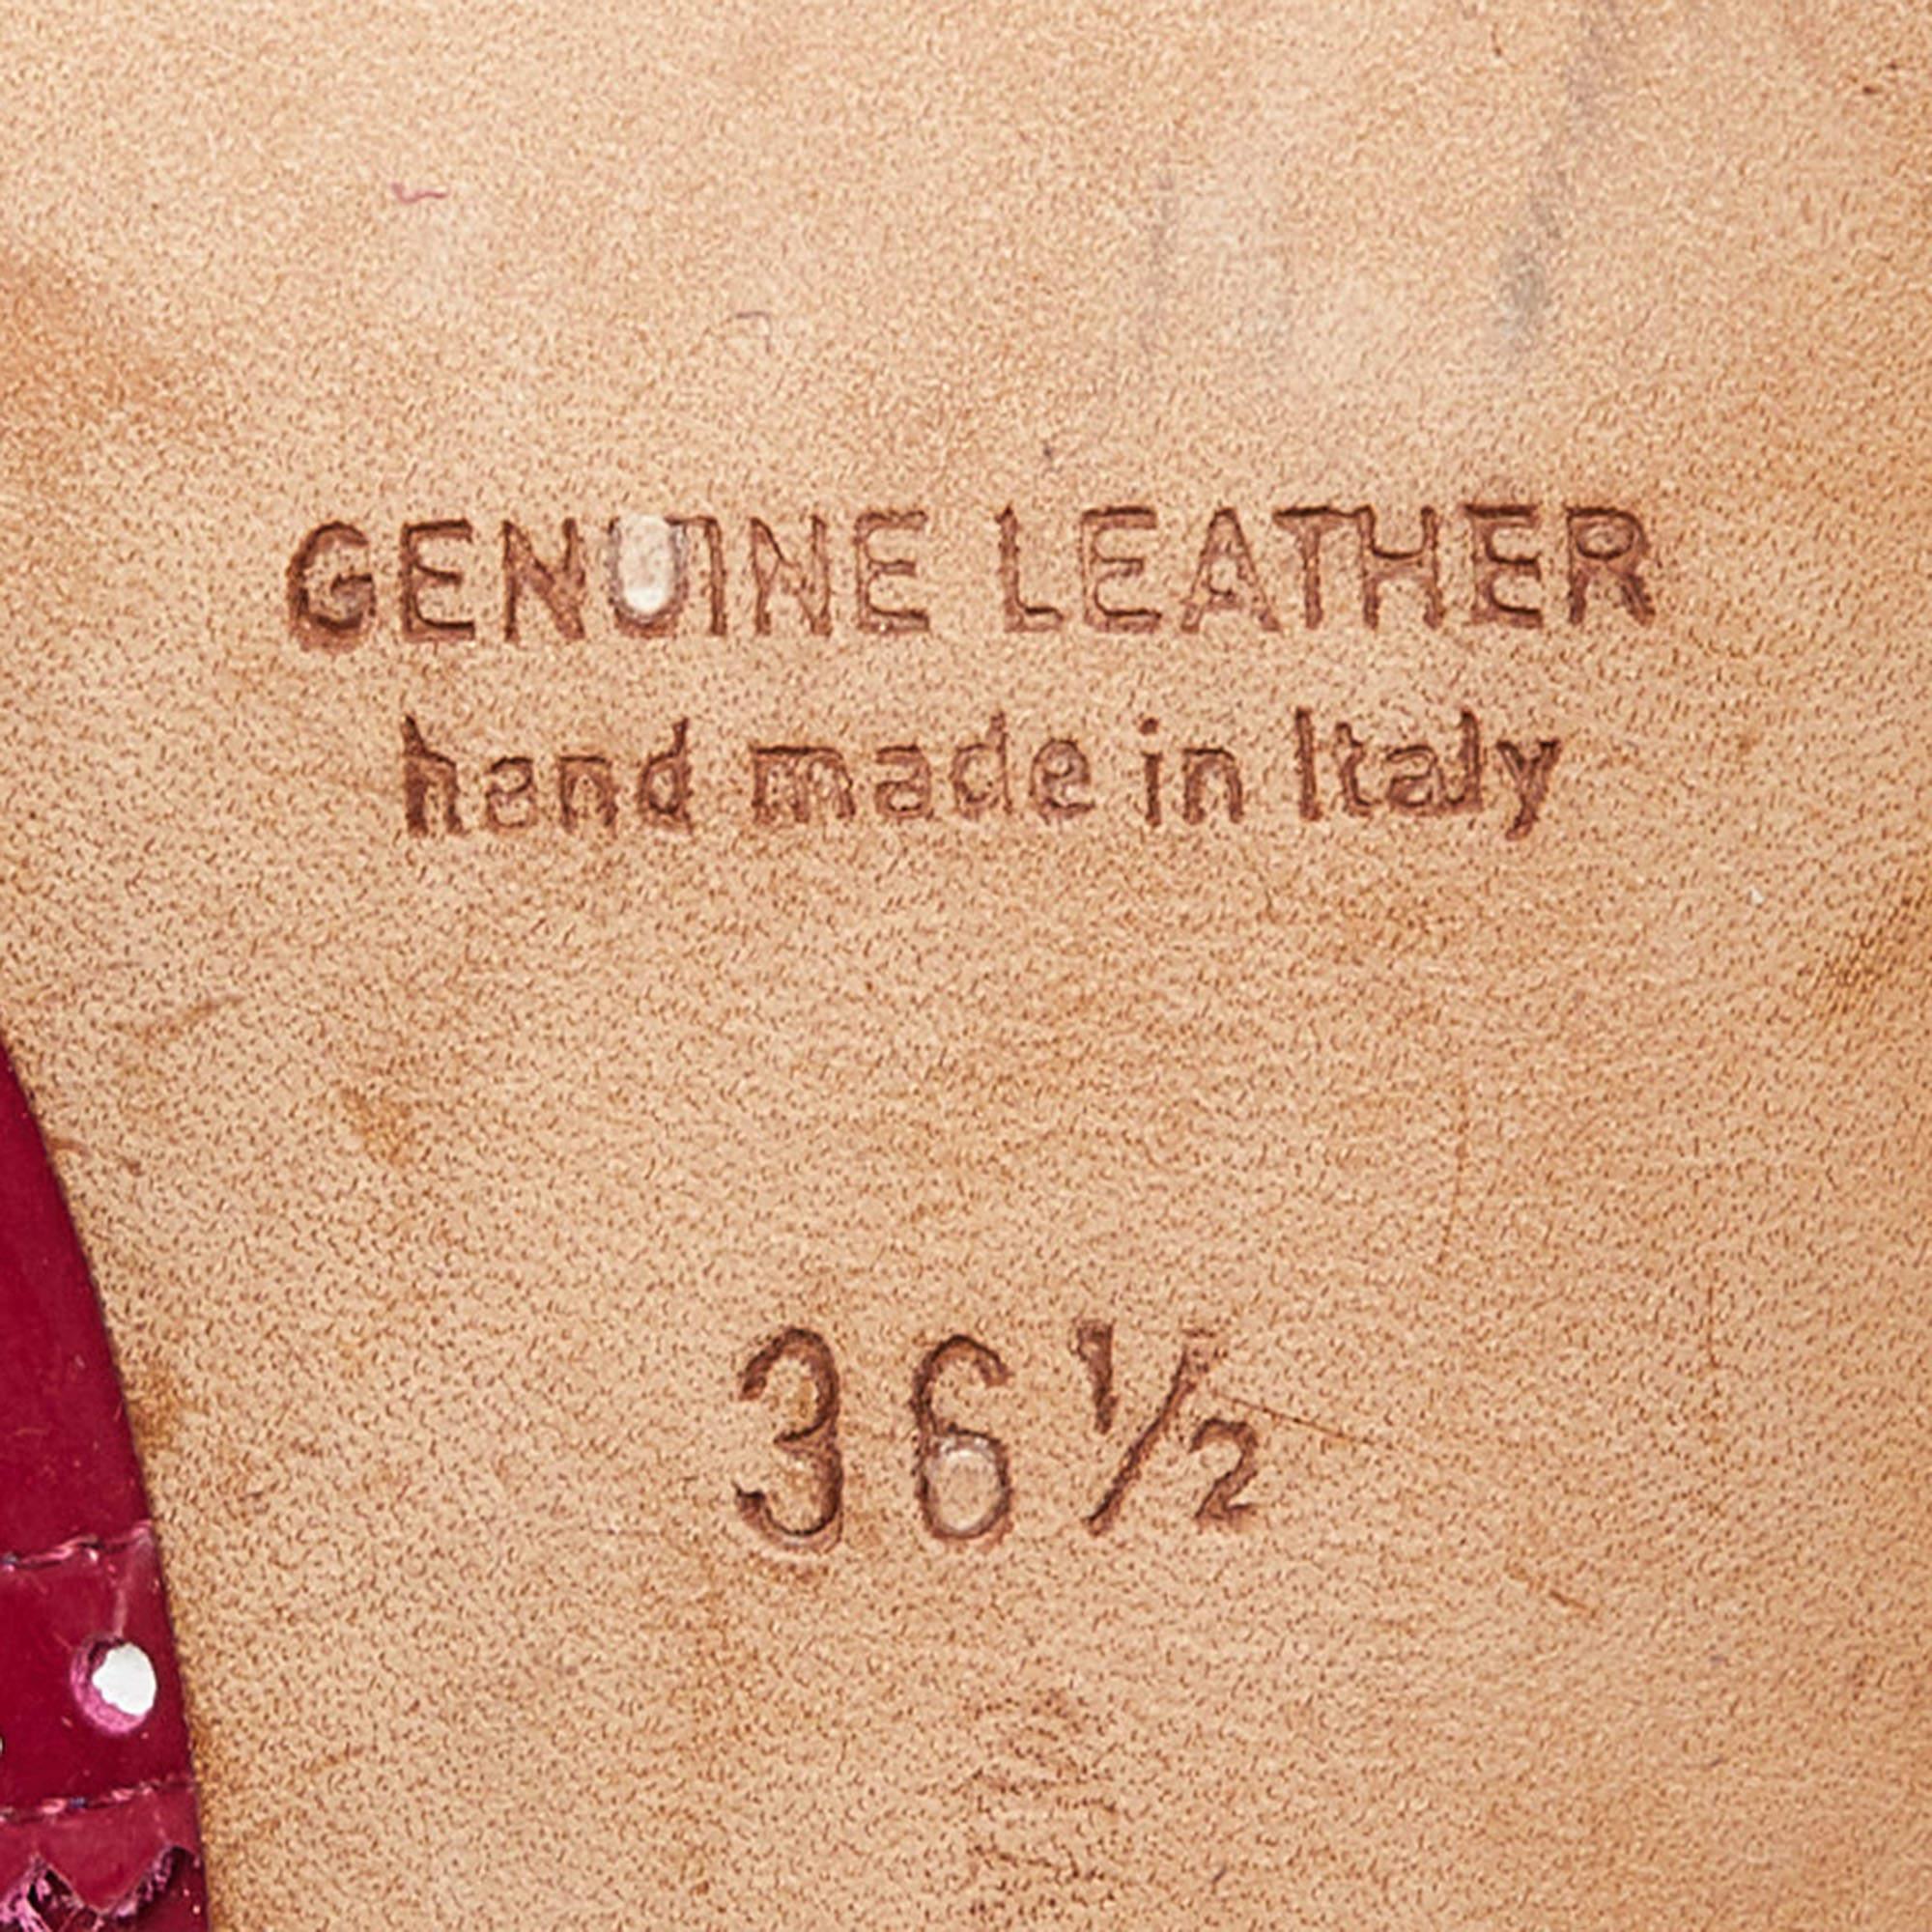 GENUINE LEATHER
hand made in Italy
36½